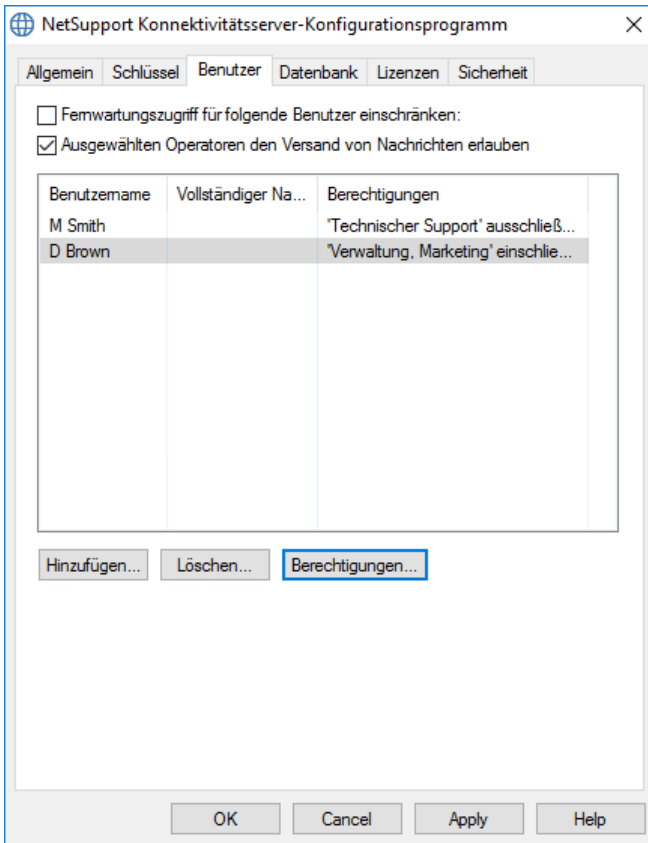 NetSupport Konnektivitätsserver-Konfigurationsprogramm
Allgemein Schlüssel Benutzer Datenbank Lizenzen Sicherheit
Fernwartungszugriff für folgende Benutzer einschränken:
Ausgewählten Operatoren den Versand von Nachrichten erlauben
Benutzername Vollständiger Na... Berechtigungen
M Smith 'Technischer Support' ausschließ...
D Brown 'Verwaltung, Marketing' einschlie...
Hinzufügen... Löschen... Berechtigungen...
OK Cancel Apply Help